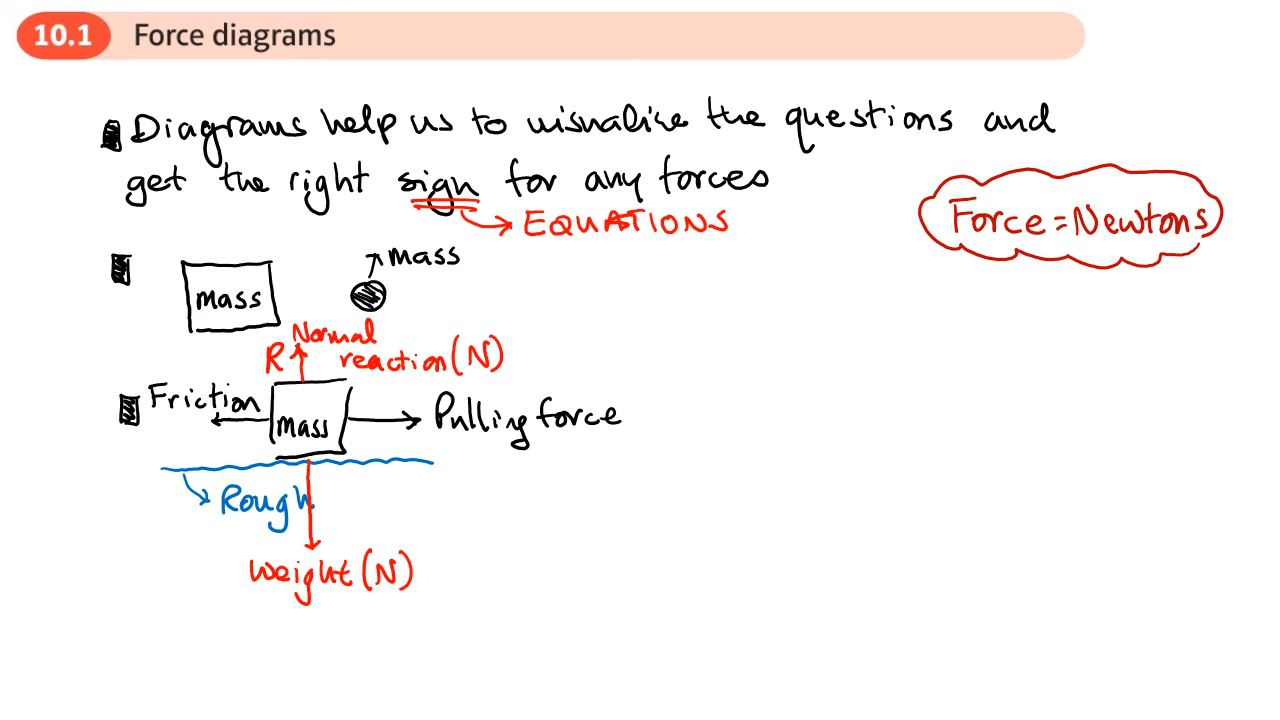 10.1 Force diagrams
Diagrams help us to visualise the questions and
get the right sign for any forces
EQUATIONS
Force = Newtons
mass
mass
Normal
R reaction (N)
Friction
mass
Pulling force
Rough
Weight (N)